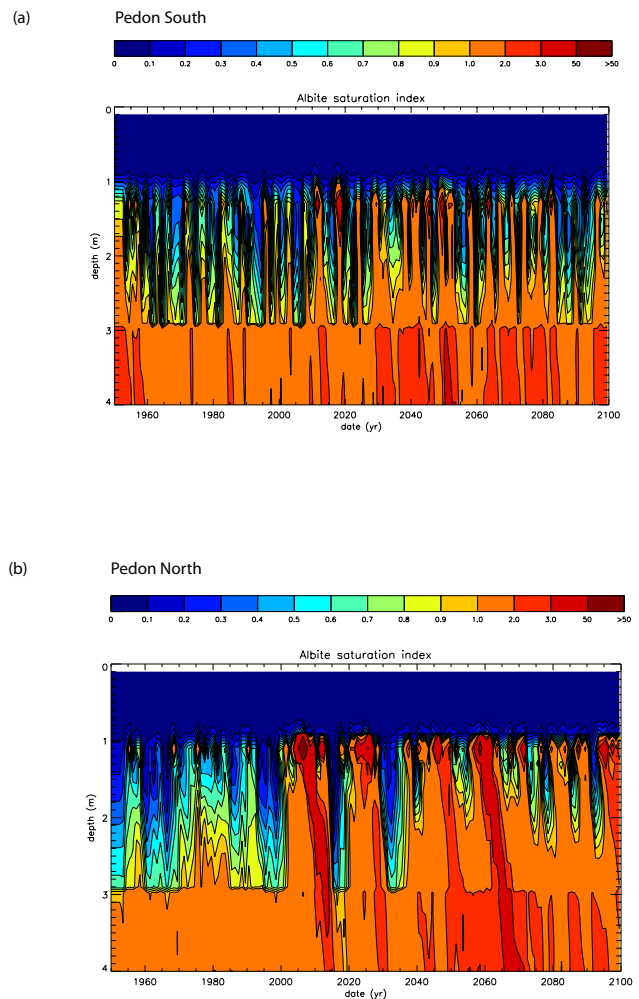 (a)
Pedon South
0 0.1 0.2 0.3 0.4 0.5 0.6 0.7 0.8 0.9 1.0 2.0 3.0 50 >50
Albite saturation index
0
1
2
3
4
depth (m)
1960 1980 2000 2020 2040 2060 2080 2100
date (yr)
(b)
Pedon North
0 0.1 0.2 0.3 0.4 0.5 0.6 0.7 0.8 0.9 1.0 2.0 3.0 50 >50
Albite saturation index
0
1
2
3
4
depth (m)
1960 1980 2000 2020 2040 2060 2080 2100
date (yr)